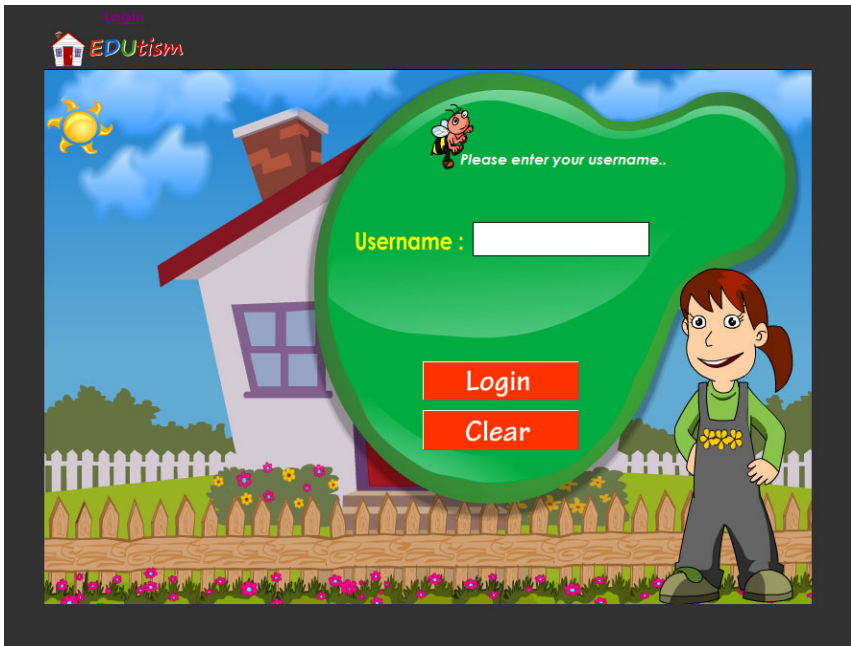 Login
EDUtism
Please enter your username..
Username :
Login
Clear